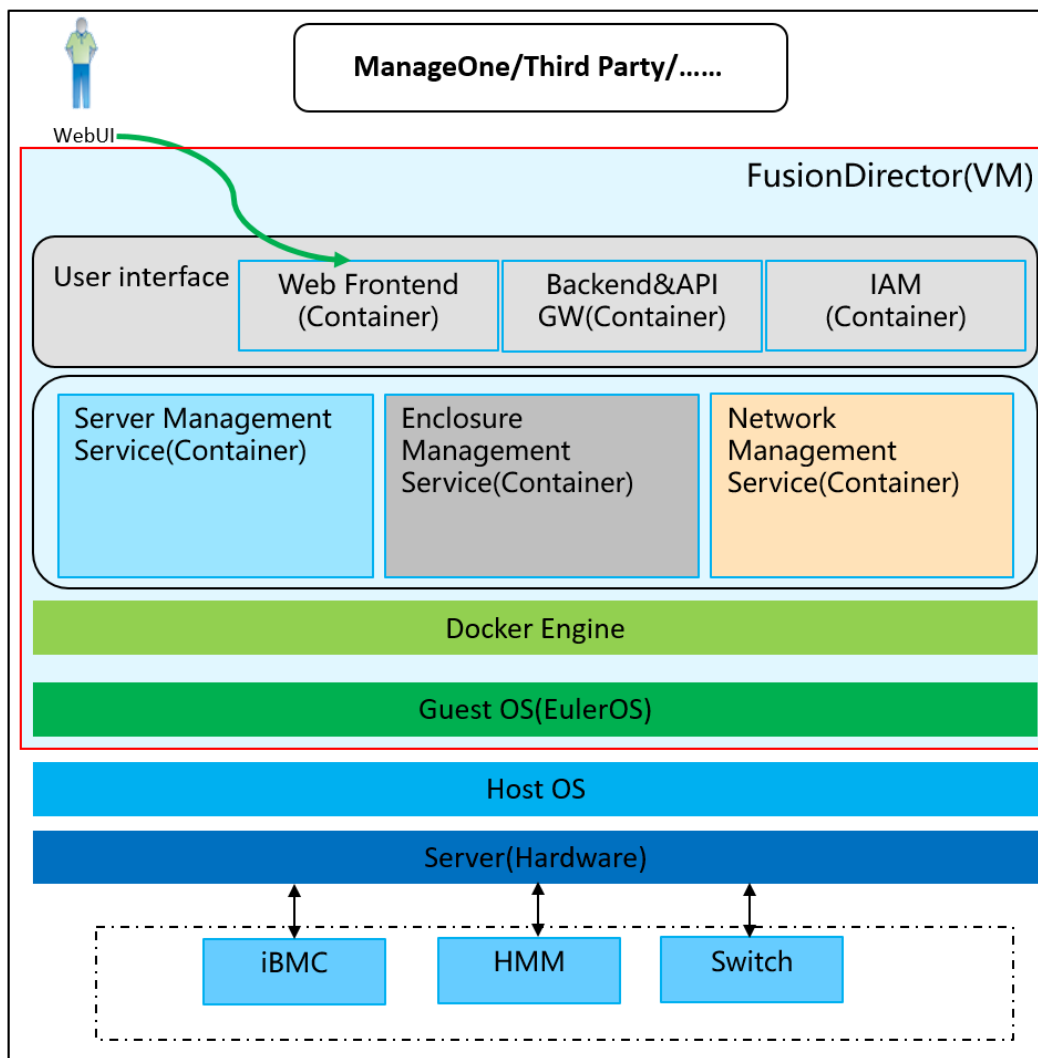 ManageOne/Third Party/……
WebUI
FusionDirector(VM)
User interface
Web Frontend
(Container)
Backend&API
GW(Container)
IAM
(Container)
Server Management
Service(Container)
Enclosure
Management
Service(Container)
Network
Management
Service(Container)
Docker Engine
Guest OS(EulerOS)
Host OS
Server(Hardware)
iBMC
HMM
Switch